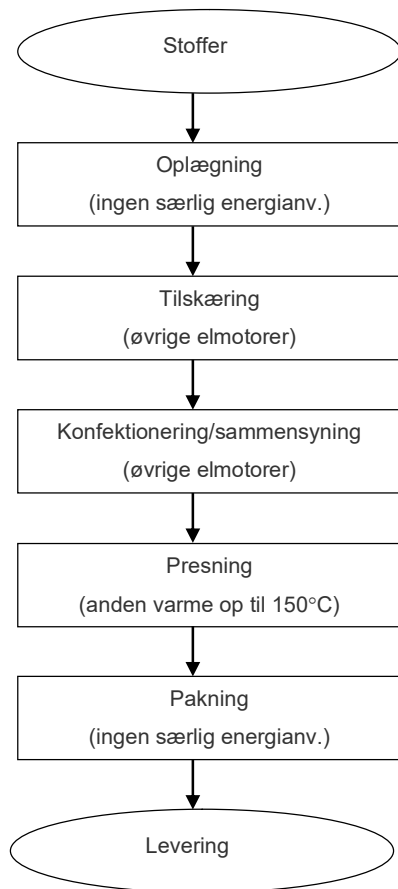 Stoffer
Oplægning
(ingen særlig energianv.)
Tilskæring
(øvrige elmotorer)
Konfektionering/sammensyning
(øvrige elmotorer)
Presning
(anden varme op til 150°C)
Pakning
(ingen særlig energianv.)
Levering